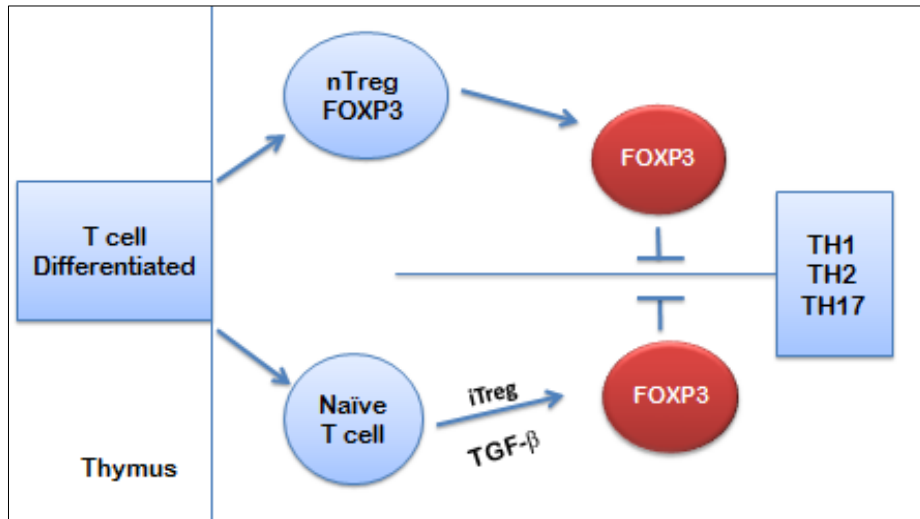 nTreg
FOXP3
FOXP3
T cell
Differentiated
TH1
TH2
TH17
Naïve
T cell
iTreg
TGF-β
FOXP3
Thymus